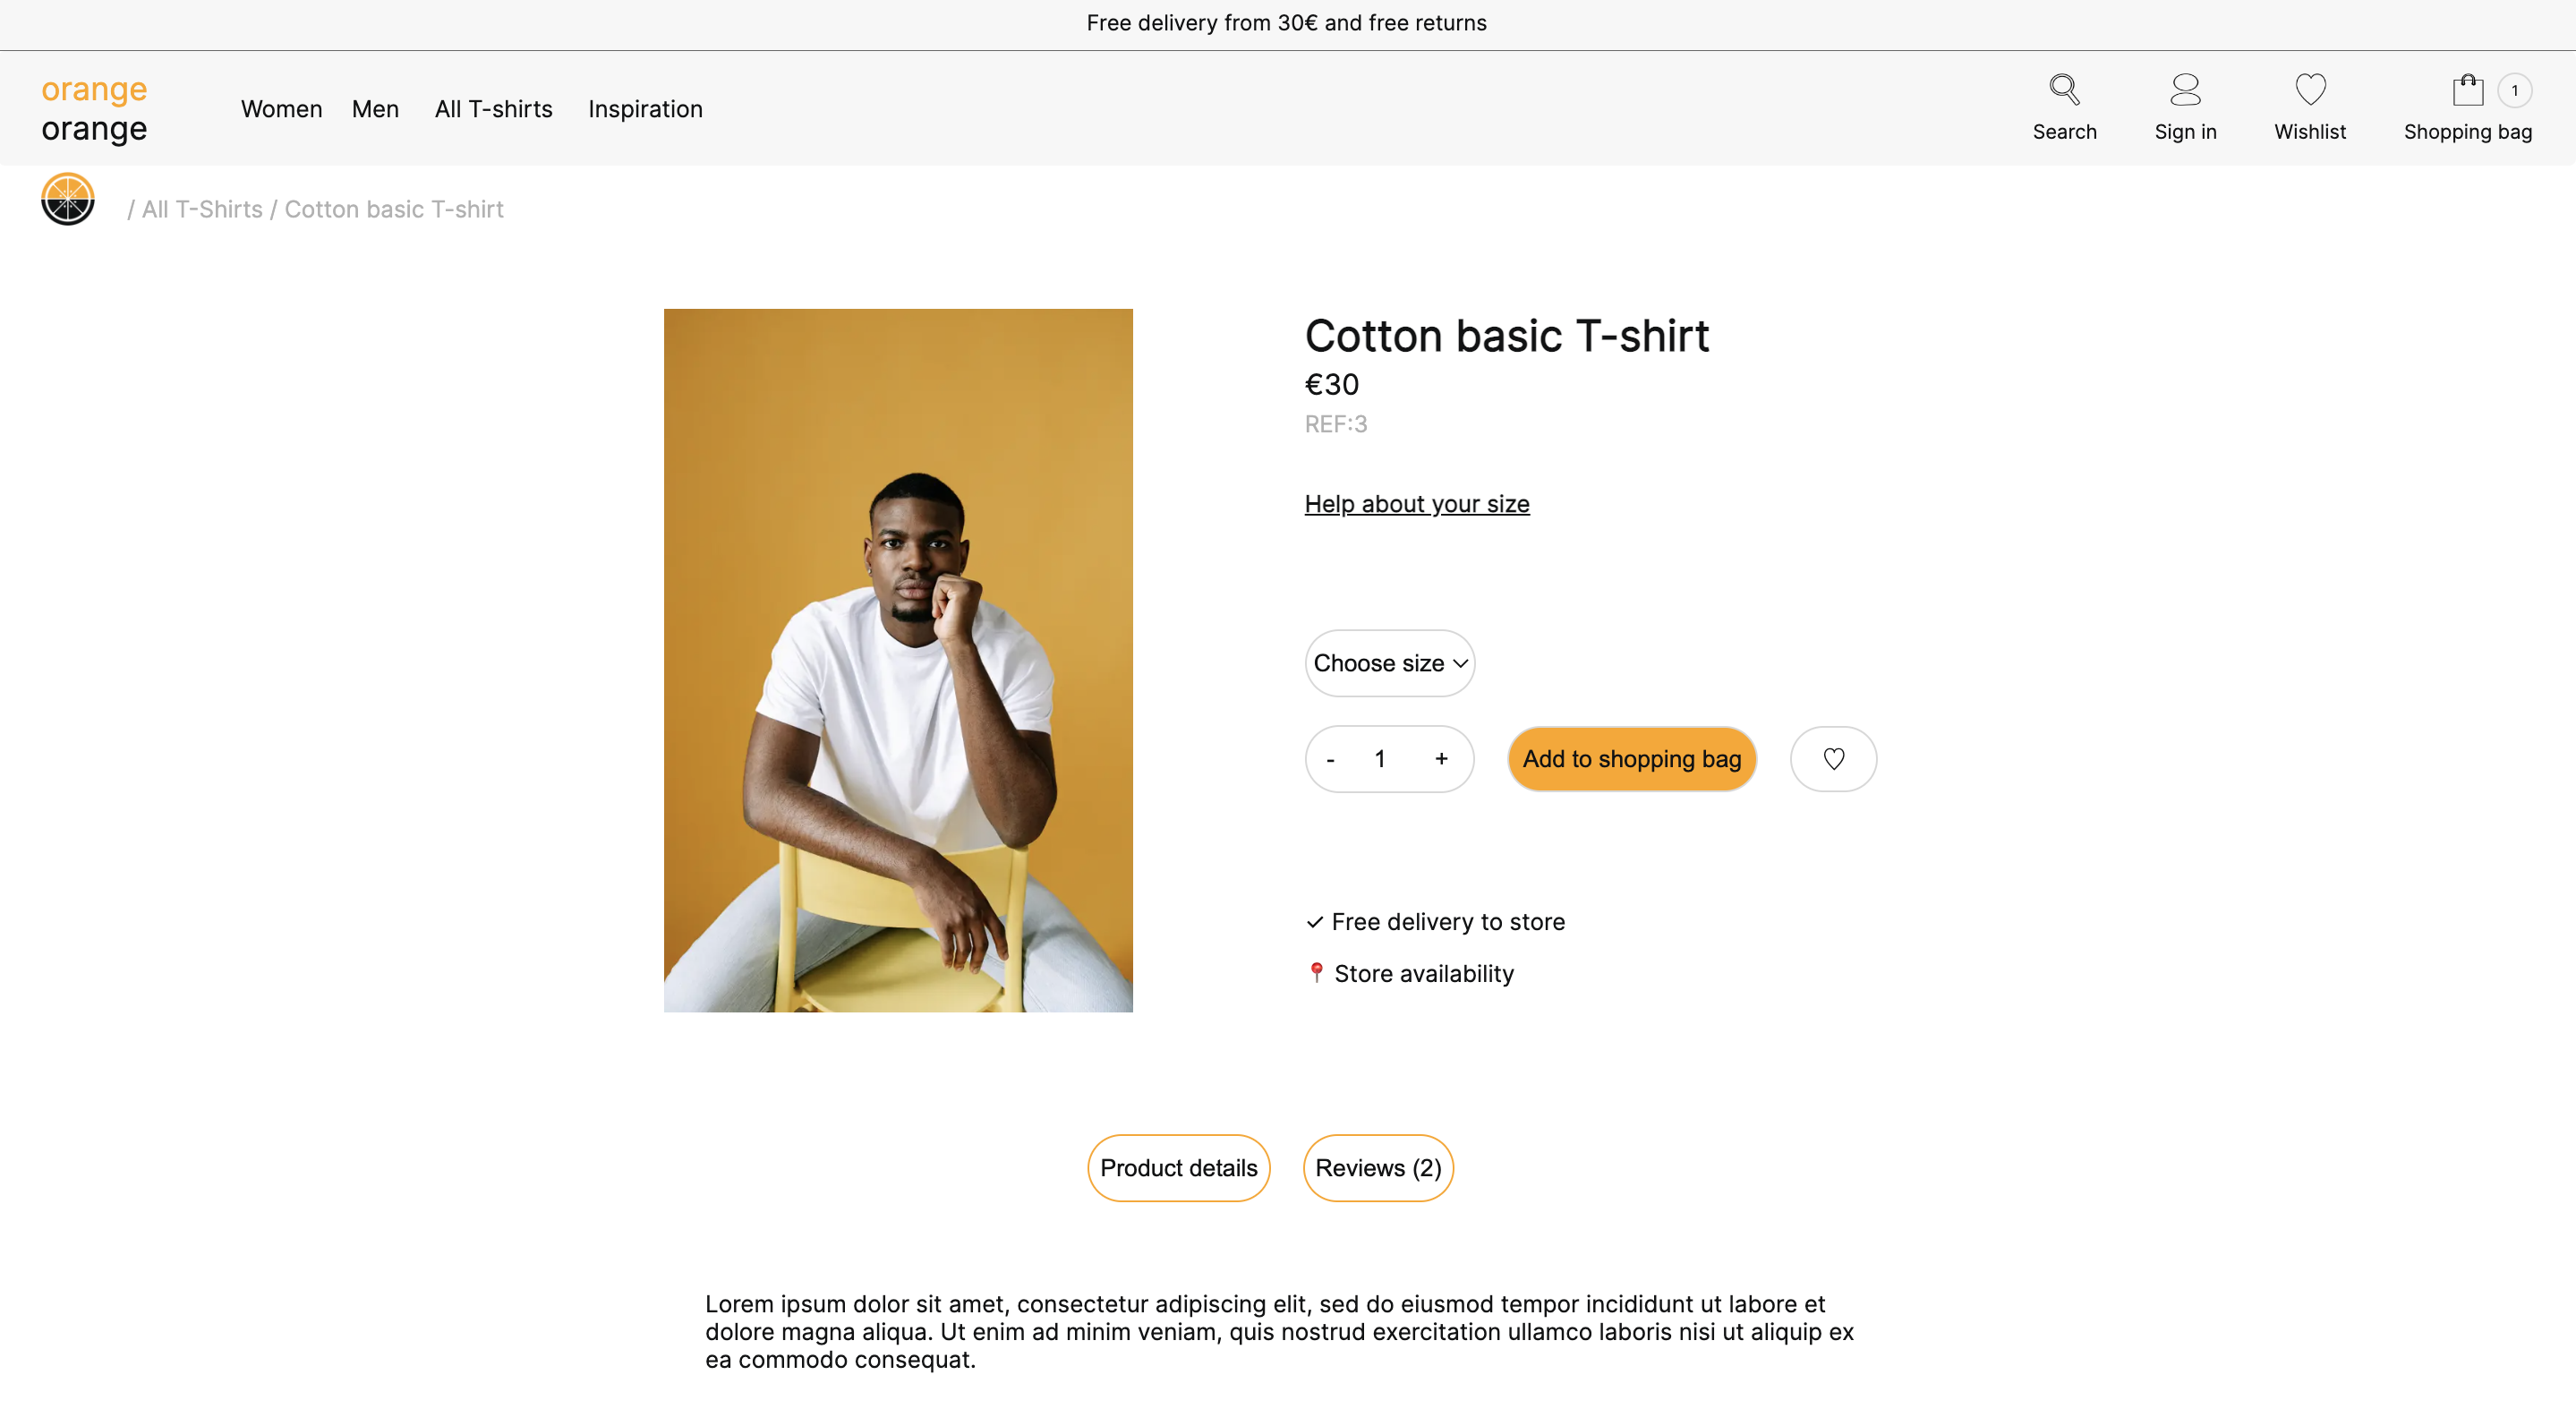 Free delivery from 30€ and free returns
orange
orange
Women Men All T-shirts Inspiration
Search Sign in Wishlist Shopping bag 1
/ All T-Shirts / Cotton basic T-shirt
Cotton basic T-shirt
€30
REF:3
Help about your size
Choose size
- 1 + Add to shopping bag
✓ Free delivery to store
📍 Store availability
Product details Reviews (2)
Lorem ipsum dolor sit amet, consectetur adipiscing elit, sed do eiusmod tempor incididunt ut labore et
dolore magna aliqua. Ut enim ad minim veniam, quis nostrud exercitation ullamco laboris nisi ut aliquip ex
ea commodo consequat.